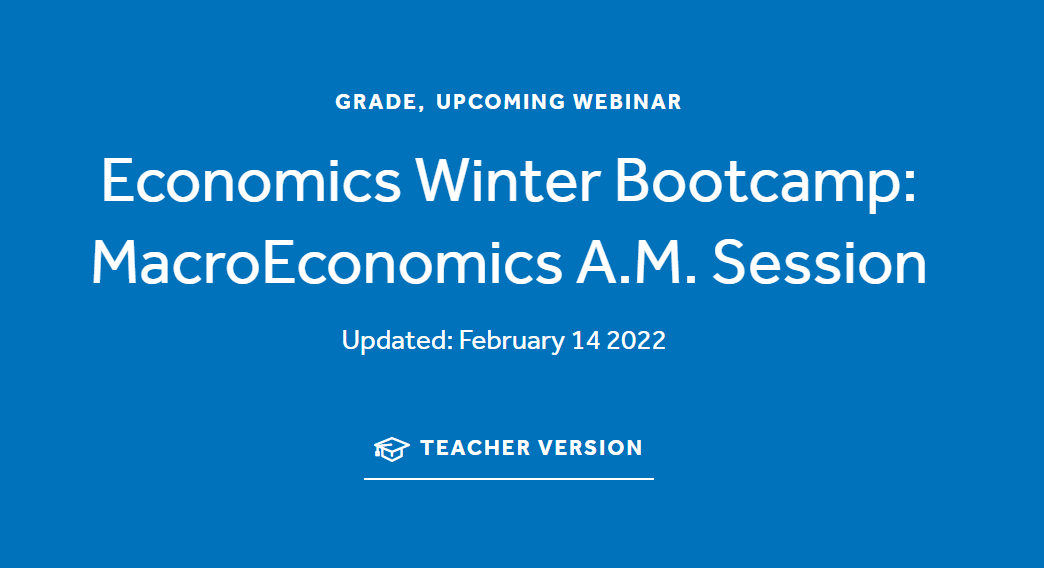 GRADE, UPCOMING WEBINAR
Economics Winter Bootcamp:
MacroEconomics A.M. Session
Updated: February 14 2022
TEACHER VERSION